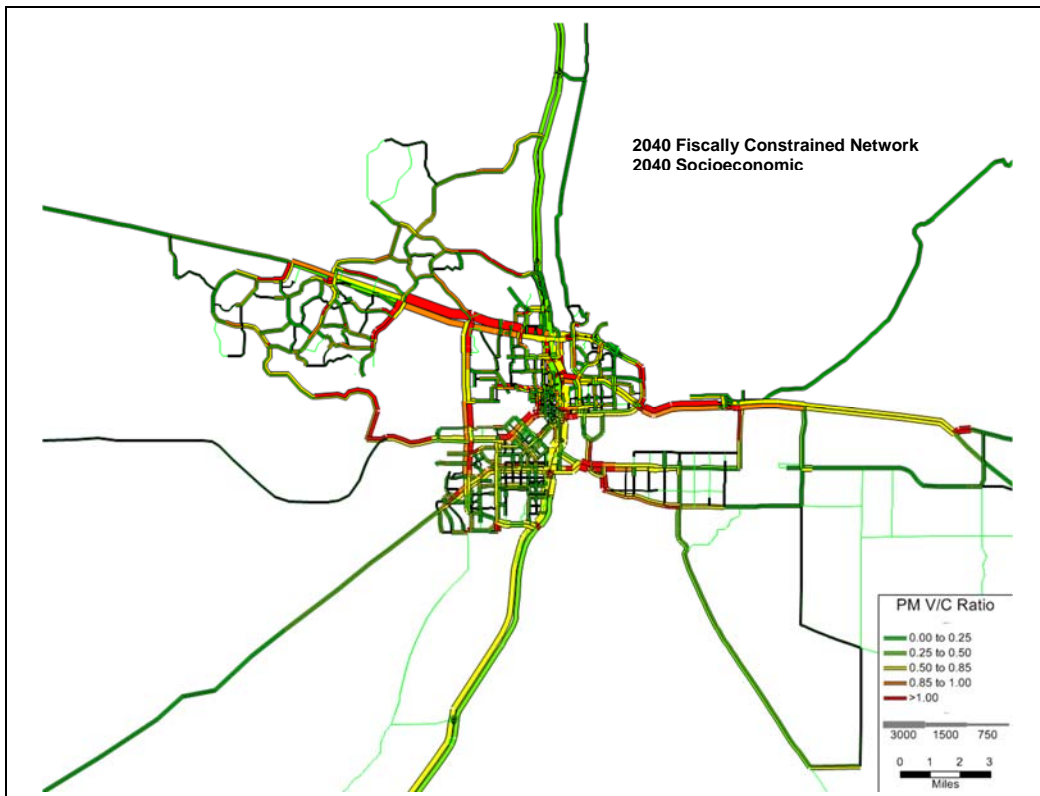 2040 Fiscally Constrained Network
2040 Socioeconomic
PM V/C Ratio
0.00 to 0.25
0.25 to 0.50
0.50 to 0.85
0.85 to 1.00
>1.00
3000 1500 750
0 1 2 3
Miles